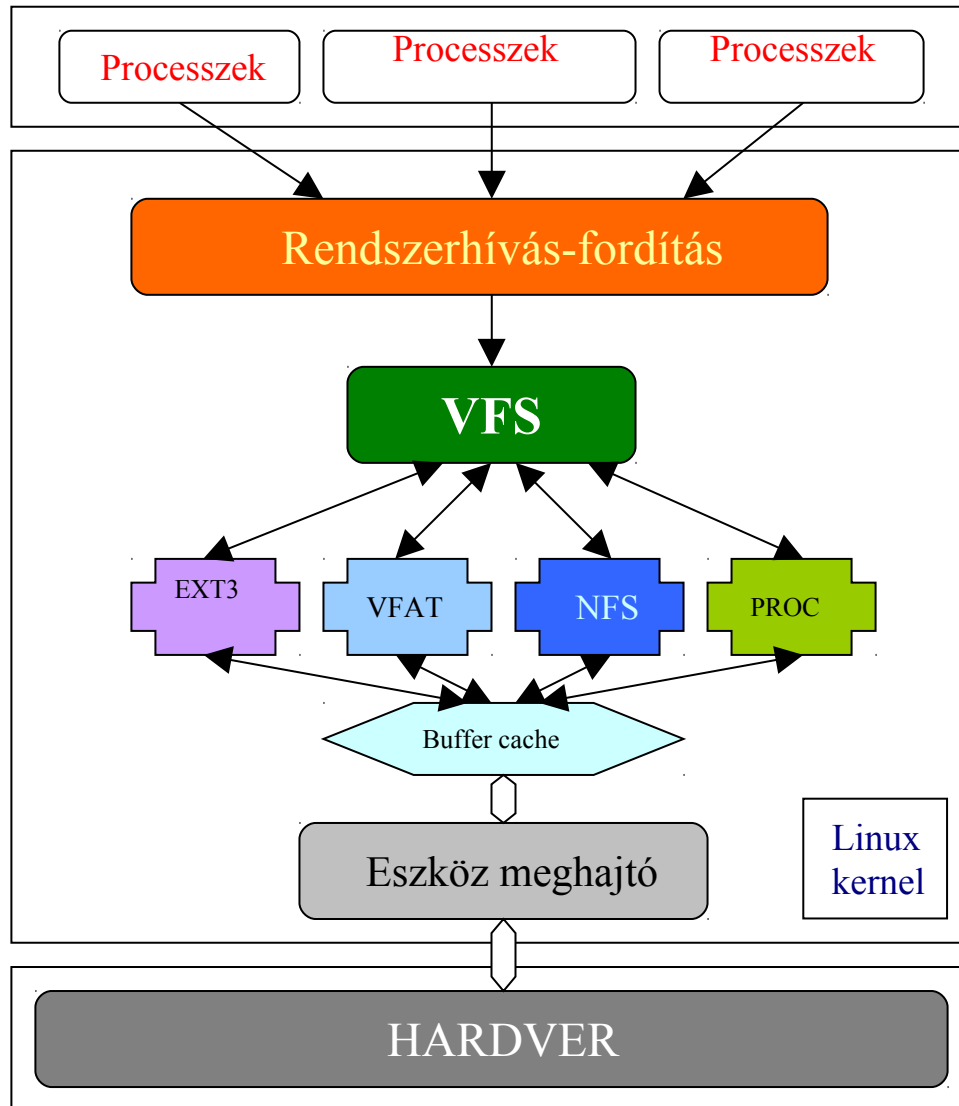 Processzek
Processzek
Processzek
Rendszerhívás-fordítás
VFS
EXT3
VFAT
NFS
PROC
Buffer cache
Eszköz meghajtó
Linux
kernel
HARDVER